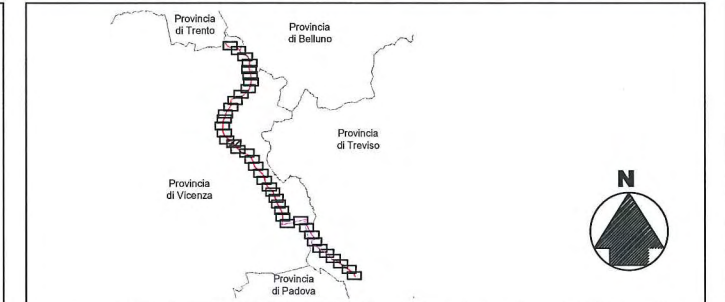 Provincia
di Trento
Provincia
di Belluno
Provincia
di Treviso
Provincia
di Vicenza
N
Provincia
di Padova